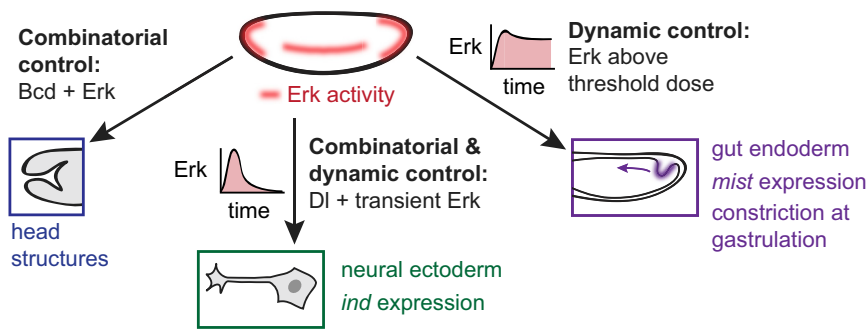 Combinatorial
control:
Bcd + Erk
Erk activity
Erk
time
Dynamic control:
Erk above
threshold dose
Erk
time
Combinatorial &
dynamic control:
Dl + transient Erk
head
structures
neural ectoderm
ind expression
gut endoderm
mist expression
constriction at
gastrulation